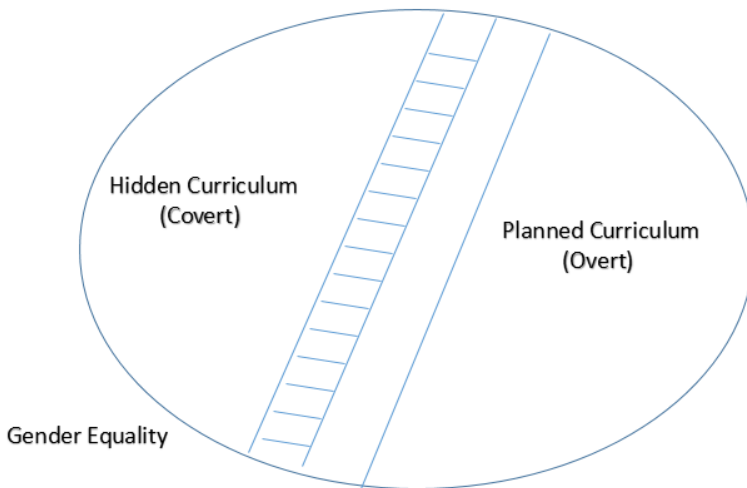 Hidden Curriculum
(Covert)
Planned Curriculum
(Overt)
Gender Equality